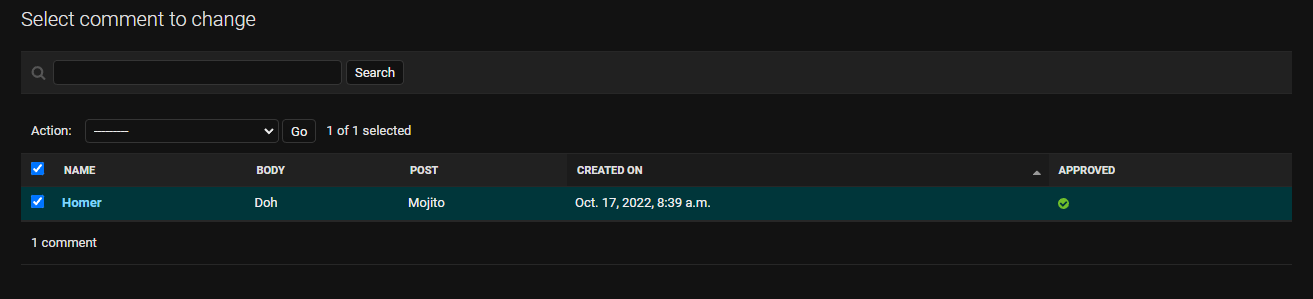 Select comment to change
Search
Action: --------- Go 1 of 1 selected
NAME BODY POST CREATED ON APPROVED
Homer Doh Mojito Oct. 17, 2022, 8:39 a.m.
1 comment